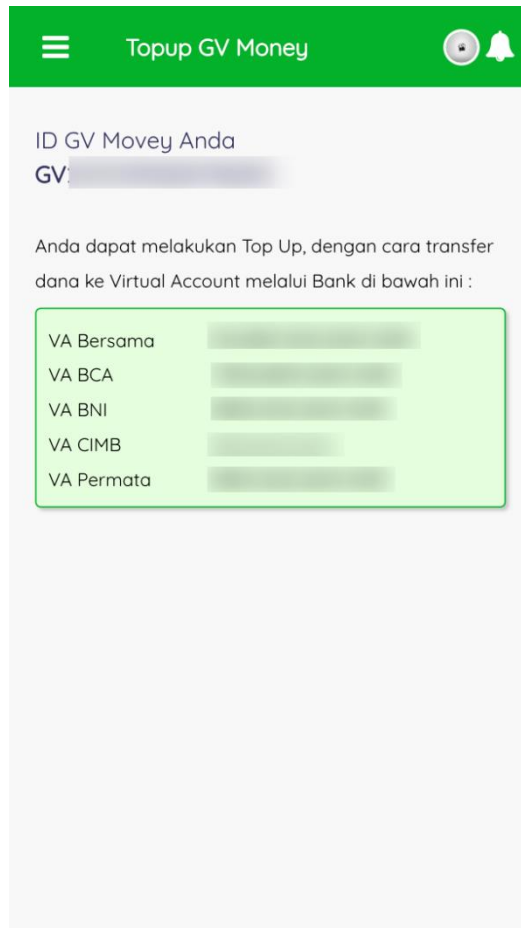 Topup GV Money
ID GV Movey Anda
GV
Anda dapat melakukan Top Up, dengan cara transfer
dana ke Virtual Account melalui Bank di bawah ini :
VA Bersama
VA BCA
VA BNI
VA CIMB
VA Permata